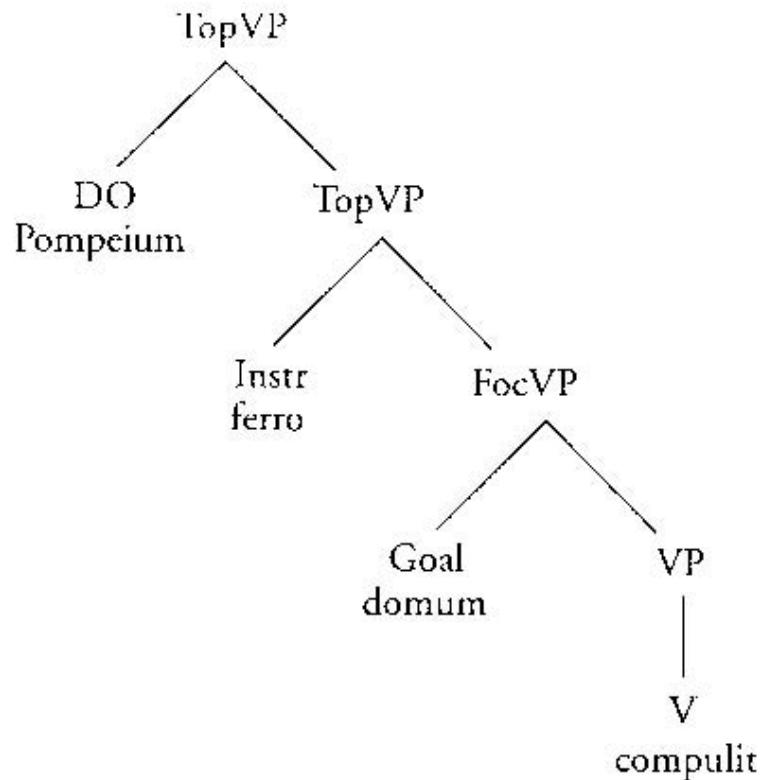 TopVP
DO
Pompeium
TopVP
Instr
ferro
FocVP
Goal
domum
VP
V
compulit